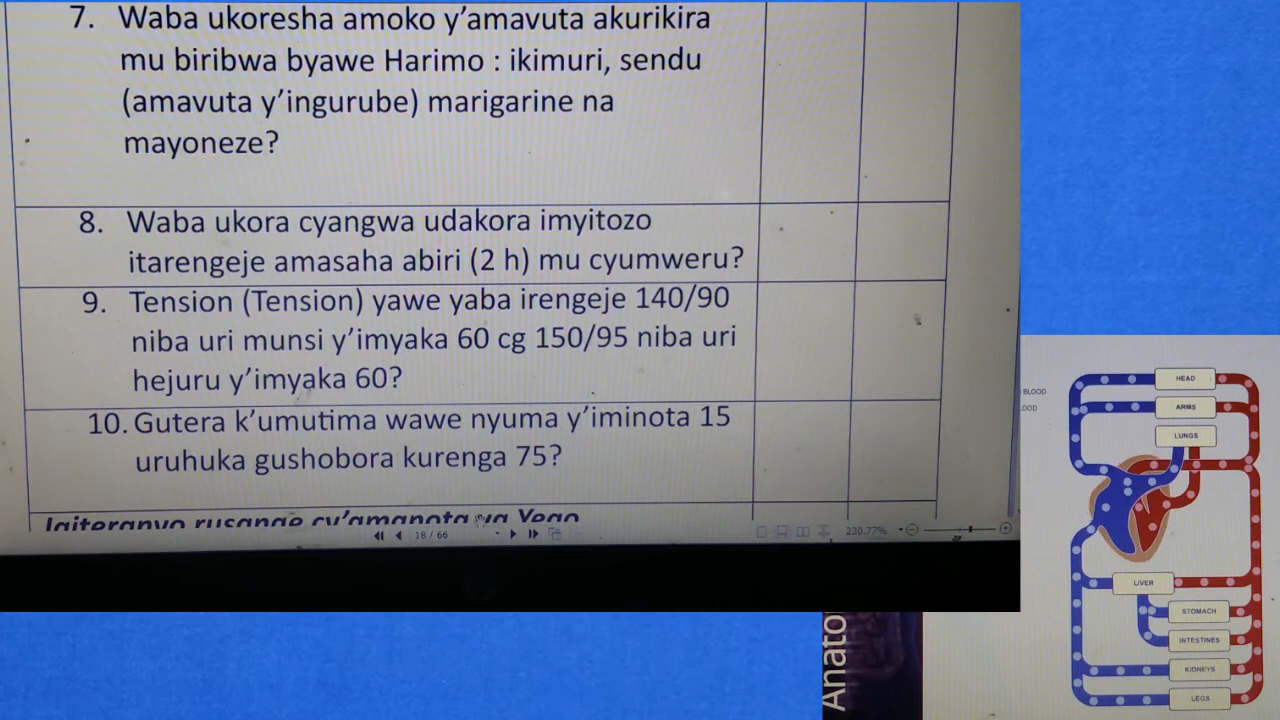 7. Waba ukoresha amoko y’amavuta akurikira
mu biribwa byawe Harimo : ikimuri, sendu
(amavuta y’ingurube) marigarine na
mayoneze?
8. Waba ukora cyangwa udakora imyitozo
itarengeje amasaha abiri (2 h) mu cyumweru?
9. Tension (Tension) yawe yaba irengeje 140/90
niba uri munsi y’imyaka 60 cg 150/95 niba uri
hejuru y’imyaka 60?
10. Gutera k’umutima wawe nyuma y’iminota 15
uruhuka gushobora kurenga 75?
18 / 66
230.77%
BLOOD
HEAD
ARMS
LUNGS
LIVER
STOMACH
INTESTINES
KIDNEYS
LEGS
Anato